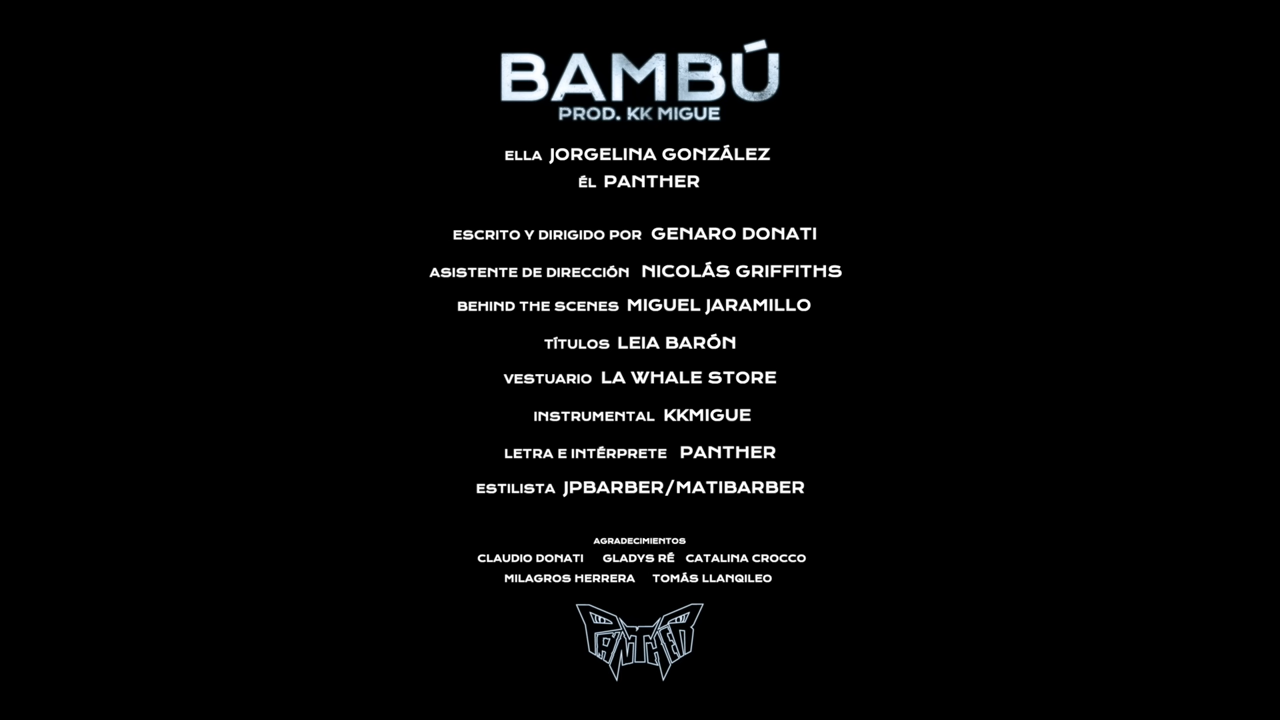 BAMBÚ
PROD. KK MIGUE
ELLA JORGELINA GONZÁLEZ
ÉL PANTHER
ESCRITO Y DIRIGIDO POR GENARO DONATI
ASISTENTE DE DIRECCIÓN NICOLÁS GRIFFITHS
BEHIND THE SCENES MIGUEL JARAMILLO
TÍTULOS LEIA BARÓN
VESTUARIO LA WHALE STORE
INSTRUMENTAL KKMIGUE
LETRA E INTÉRPRETE PANTHER
ESTILISTA JPBARBER/MATIBARBER
AGRADECIMIENTOS
CLAUDIO DONATI GLADYS RÉ CATALINA CROCCO
MILAGROS HERRERA TOMÁS LLANQILEO
PANTHER